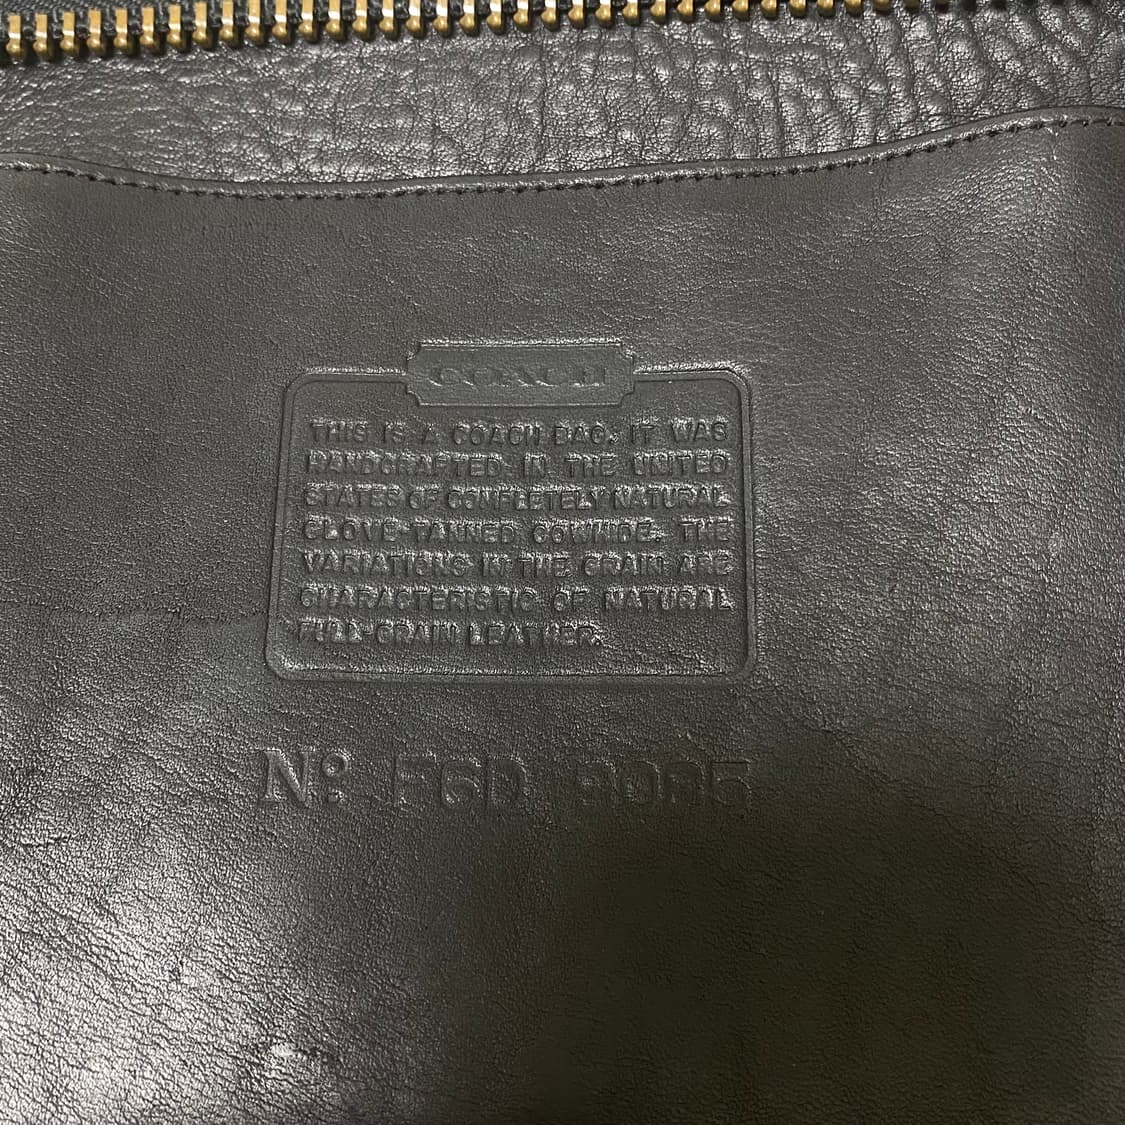 COACH
THIS IS A COACH BAG. IT WAS
HANDCRAFTED IN THE UNITED
STATES OF COMPLETELY NATURAL
GLOVE-TANNED COWHIDE. THE
VARIATIONS IN THE GRAIN ARE
CHARACTERISTIC OF NATURAL
FULL-GRAIN LEATHER.
Nº F6D